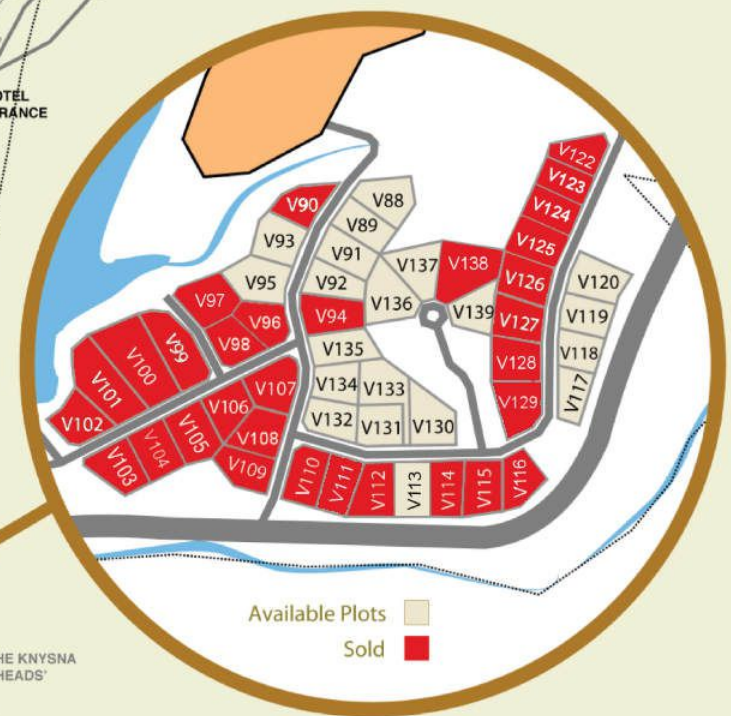 OTEL
RANCE
V122
V123
V124
V125
V126
V127
V128
V129
V90
V88
V89
V93
V91
V95
V92
V137
V138
V136
V139
V120
V119
V118
V117
V97
V96
V98
V94
V99
V100
V101
V102
V135
V134
V133
V132
V131
V130
V107
V106
V105
V104
V103
V108
V109
V110
V111
V112
V113
V114
V115
V116
Available Plots
Sold
HE KNYSNA
HEADS'